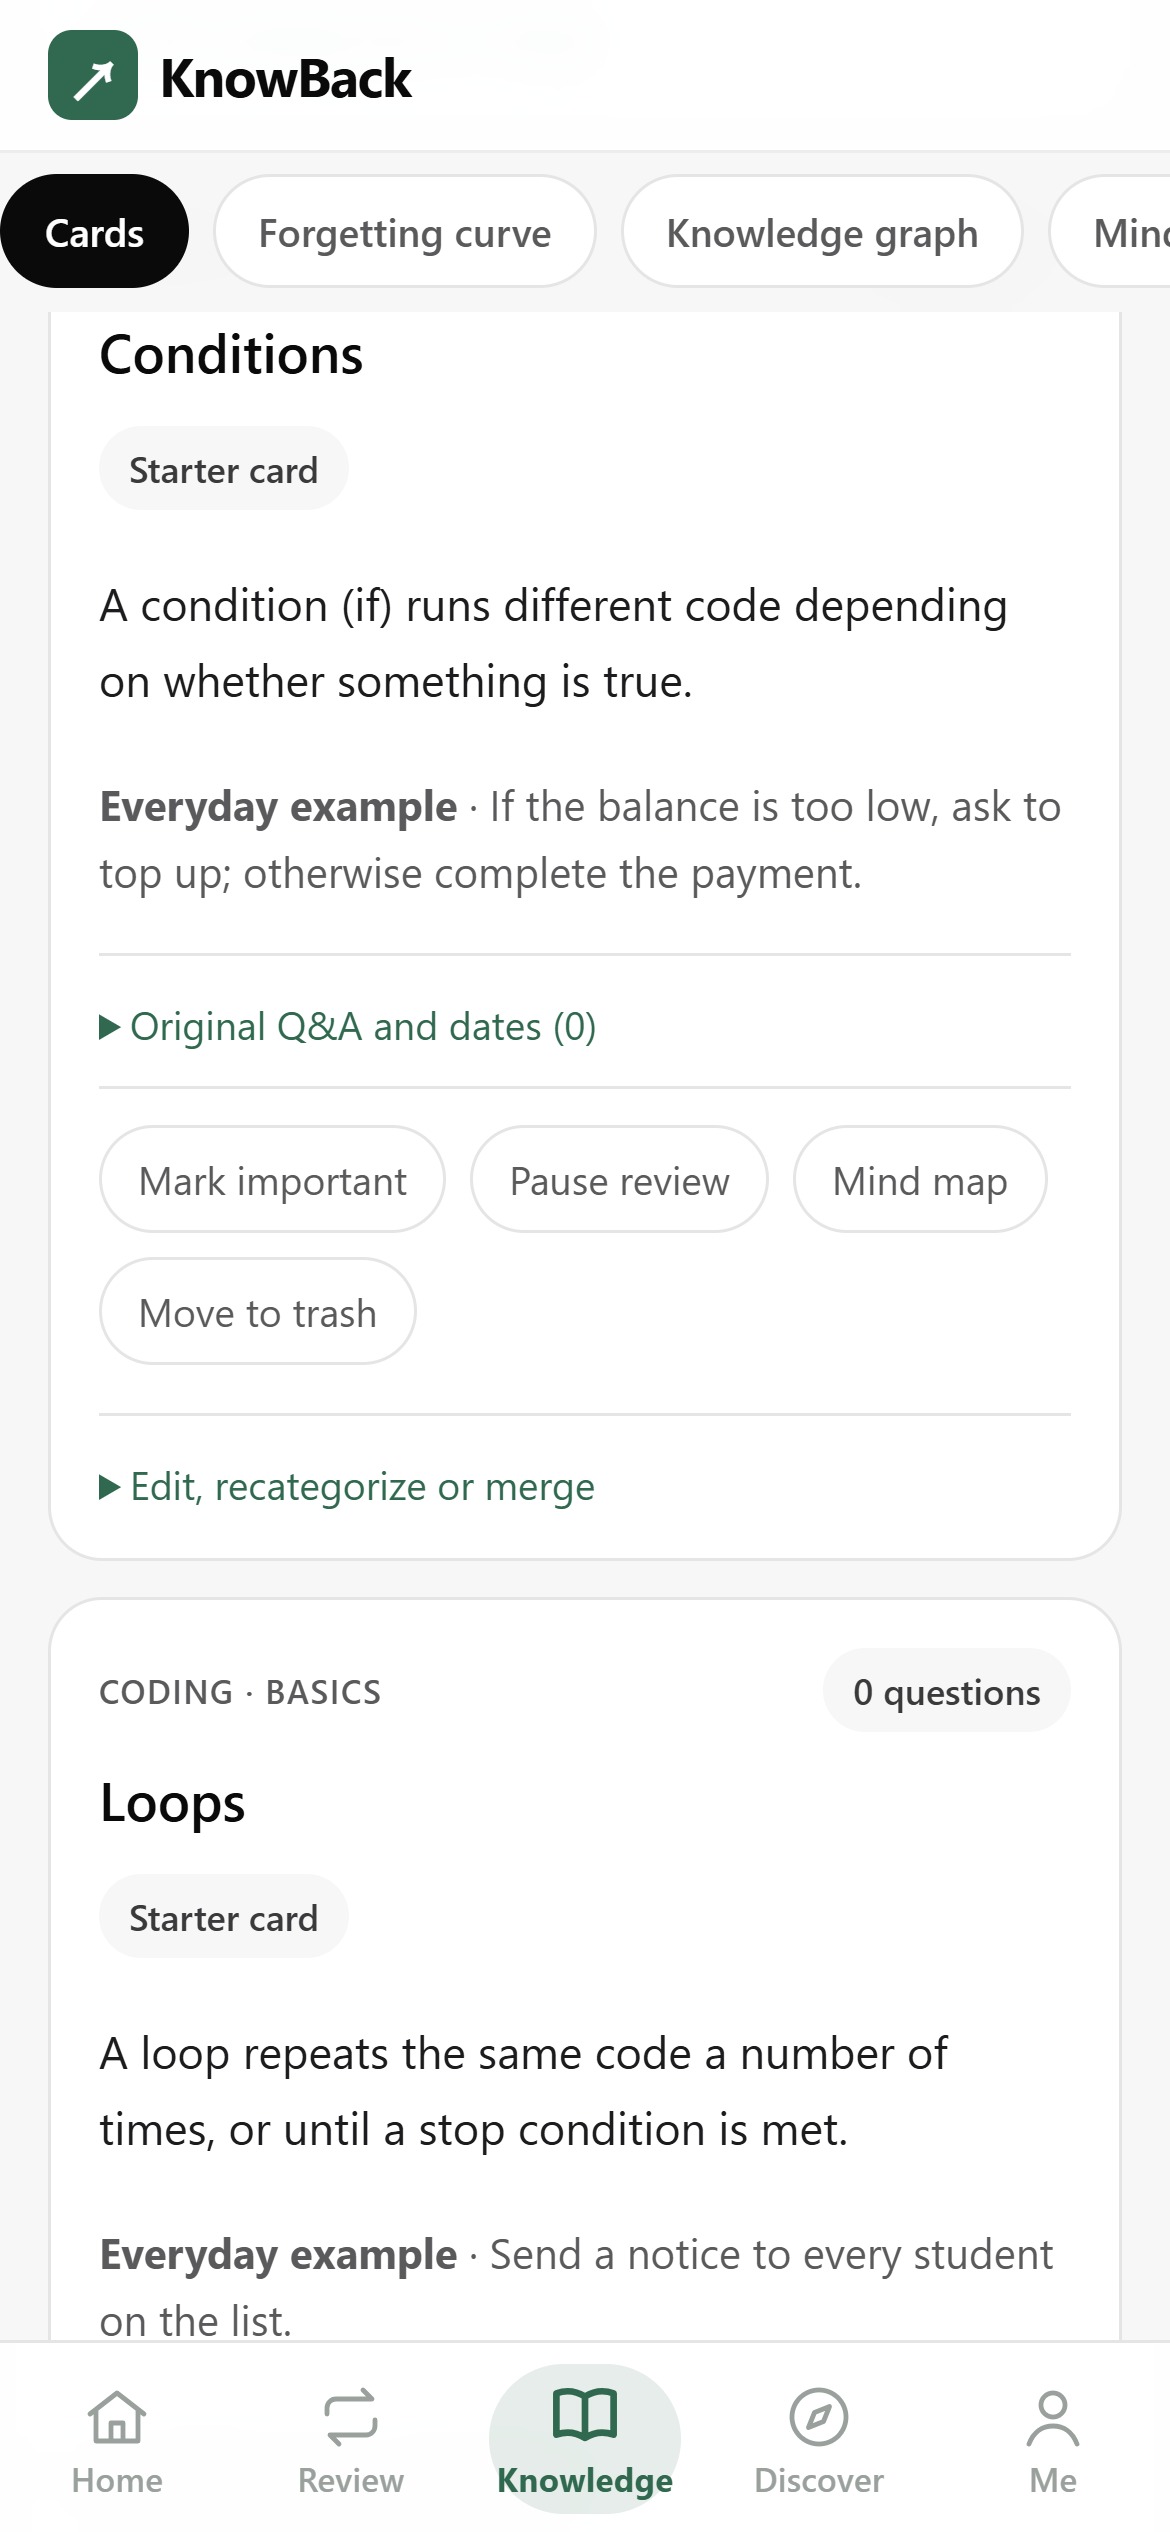 KnowBack
Cards
Forgetting curve
Knowledge graph
Conditions
Starter card
A condition (if) runs different code depending
on whether something is true.
Everyday example · If the balance is too low, ask to
top up; otherwise complete the payment.
Original Q&A and dates (0)
Mark important
Pause review
Mind map
Move to trash
Edit, recategorize or merge
CODING · BASICS
0 questions
Loops
Starter card
A loop repeats the same code a number of
times, or until a stop condition is met.
Everyday example · Send a notice to every student
on the list.
Home
Review
Knowledge
Discover
Me